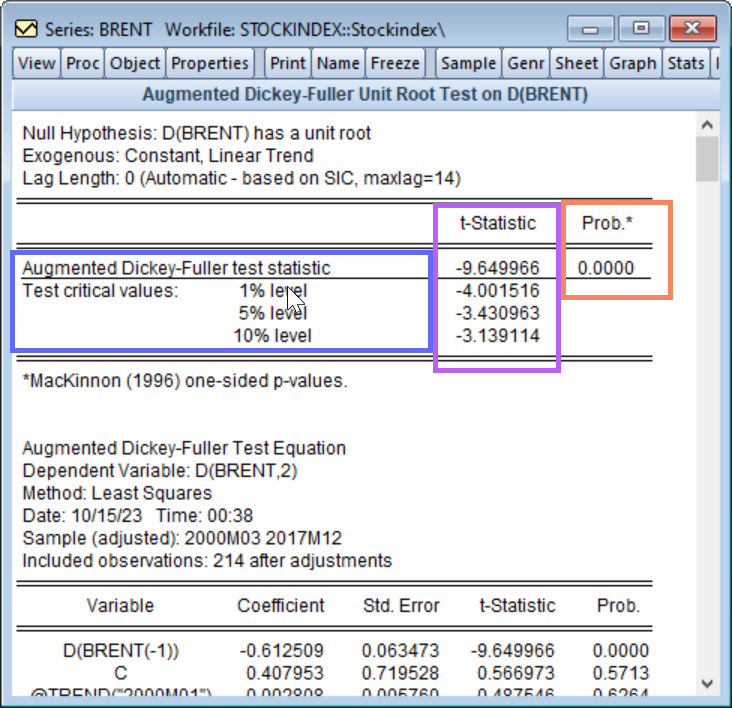 Series: BRENT Workfile: STOCKINDEX::Stockindex\
View Proc Object Properties Print Name Freeze Sample Genr Sheet Graph Stats
Augmented Dickey-Fuller Unit Root Test on D(BRENT)
Null Hypothesis: D(BRENT) has a unit root
Exogenous: Constant, Linear Trend
Lag Length: 0 (Automatic - based on SIC, maxlag=14)
t-Statistic Prob.*
Augmented Dickey-Fuller test statistic -9.649966 0.0000
Test critical values: 1% level -4.001516
5% level -3.430963
10% level -3.139114
*MacKinnon (1996) one-sided p-values.
Augmented Dickey-Fuller Test Equation
Dependent Variable: D(BRENT,2)
Method: Least Squares
Date: 10/15/23 Time: 00:38
Sample (adjusted): 2000M03 2017M12
Included observations: 214 after adjustments
Variable Coefficient Std. Error t-Statistic Prob.
D(BRENT(-1)) -0.612509 0.063473 -9.649966 0.0000
C 0.407953 0.719528 0.566973 0.5713
@TREND("2000M01") 0.002808 0.005760 0.487546 0.6264